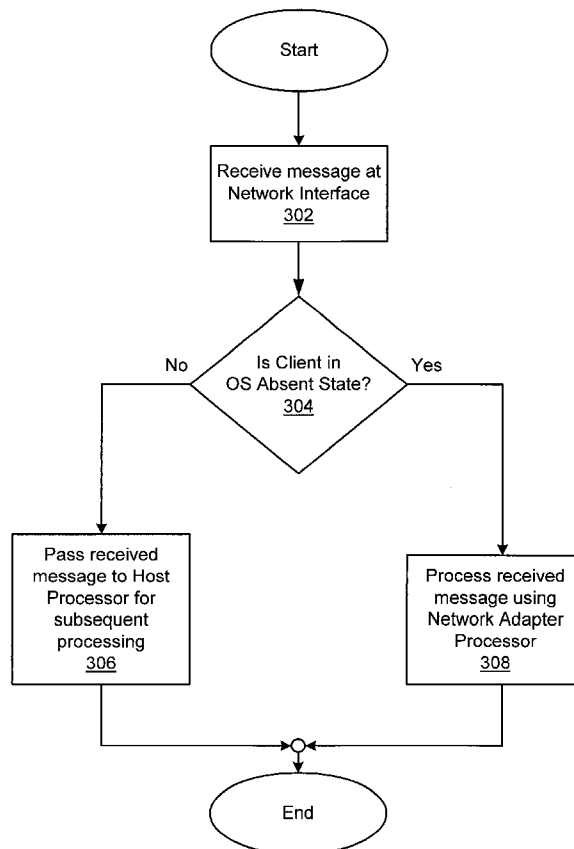 Start
Receive message at
Network Interface
302
Is Client in
OS Absent State?
304
No
Yes
Pass received
message to Host
Processor for
subsequent
processing
306
Process received
message using
Network Adapter
Processor
308
End